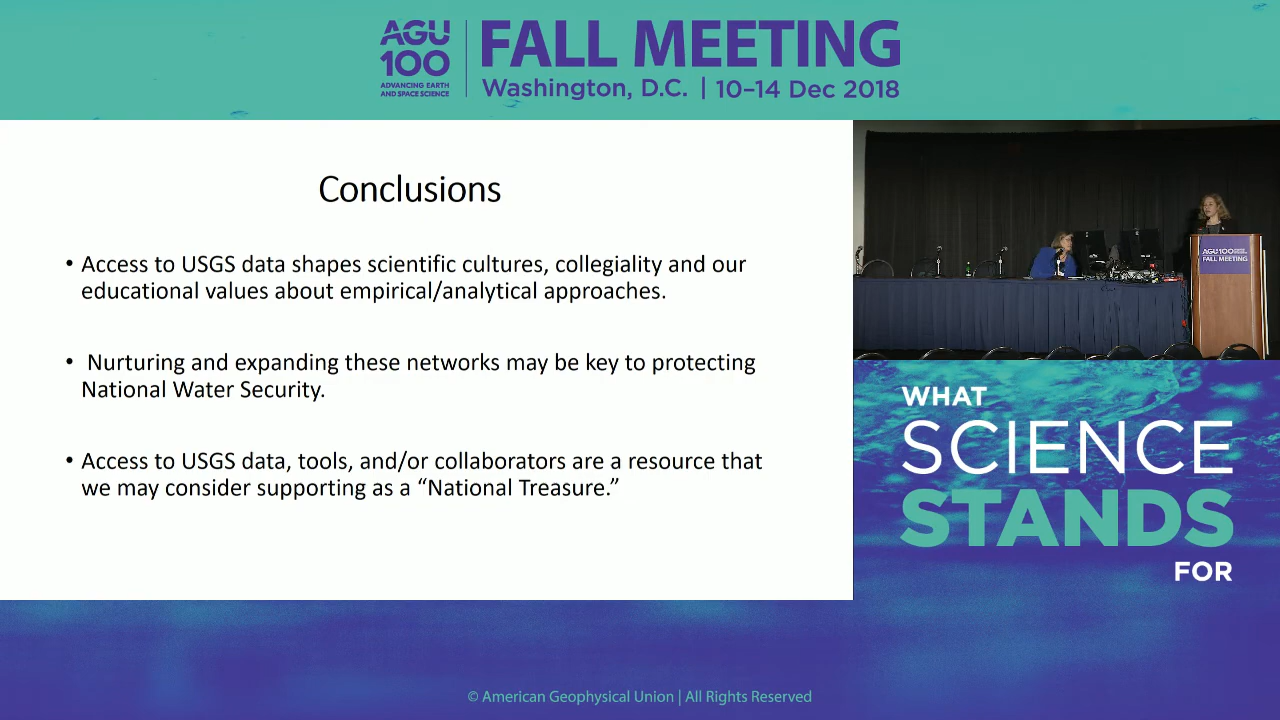 AGU
100
ADVANCING EARTH
AND SPACE SCIENCE
FALL MEETING
Washington, D.C. | 10–14 Dec 2018
Conclusions
• Access to USGS data shapes scientific cultures, collegiality and our
educational values about empirical/analytical approaches.
• Nurturing and expanding these networks may be key to protecting
National Water Security.
• Access to USGS data, tools, and/or collaborators are a resource that
we may consider supporting as a “National Treasure.”
AGU100
FALL MEETING
WHAT
SCIENCE
STANDS
FOR
© American Geophysical Union | All Rights Reserved